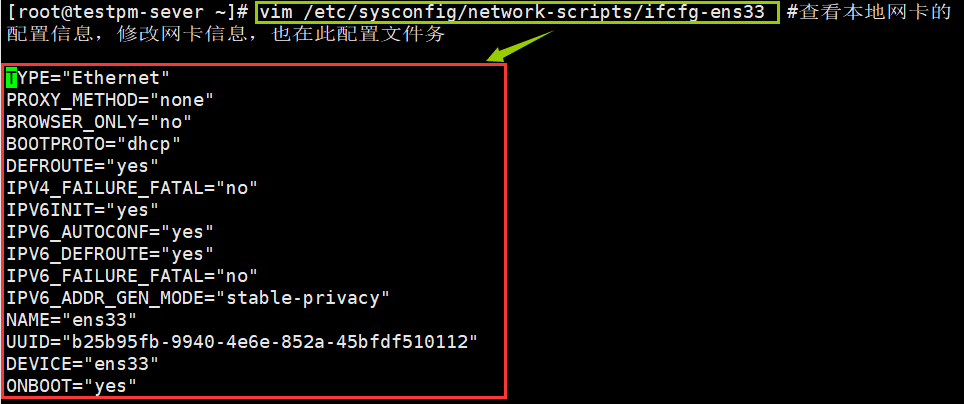 [root@testpm-sever ~]# vim /etc/sysconfig/network-scripts/ifcfg-ens33 #查看本地网卡的
配置信息，修改网卡信息，也在此配置文件务
TYPE="Ethernet"
PROXY_METHOD="none"
BROWSER_ONLY="no"
BOOTPROTO="dhcp"
DEFROUTE="yes"
IPV4_FAILURE_FATAL="no"
IPV6INIT="yes"
IPV6_AUTOCONF="yes"
IPV6_DEFROUTE="yes"
IPV6_FAILURE_FATAL="no"
IPV6_ADDR_GEN_MODE="stable-privacy"
NAME="ens33"
UUID="b25b95fb-9940-4e6e-852a-45bfdf510112"
DEVICE="ens33"
ONBOOT="yes"